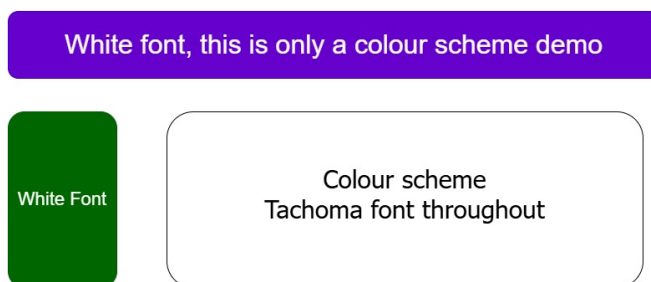 White font, this is only a colour scheme demo
White Font
Colour scheme
Tachoma font throughout